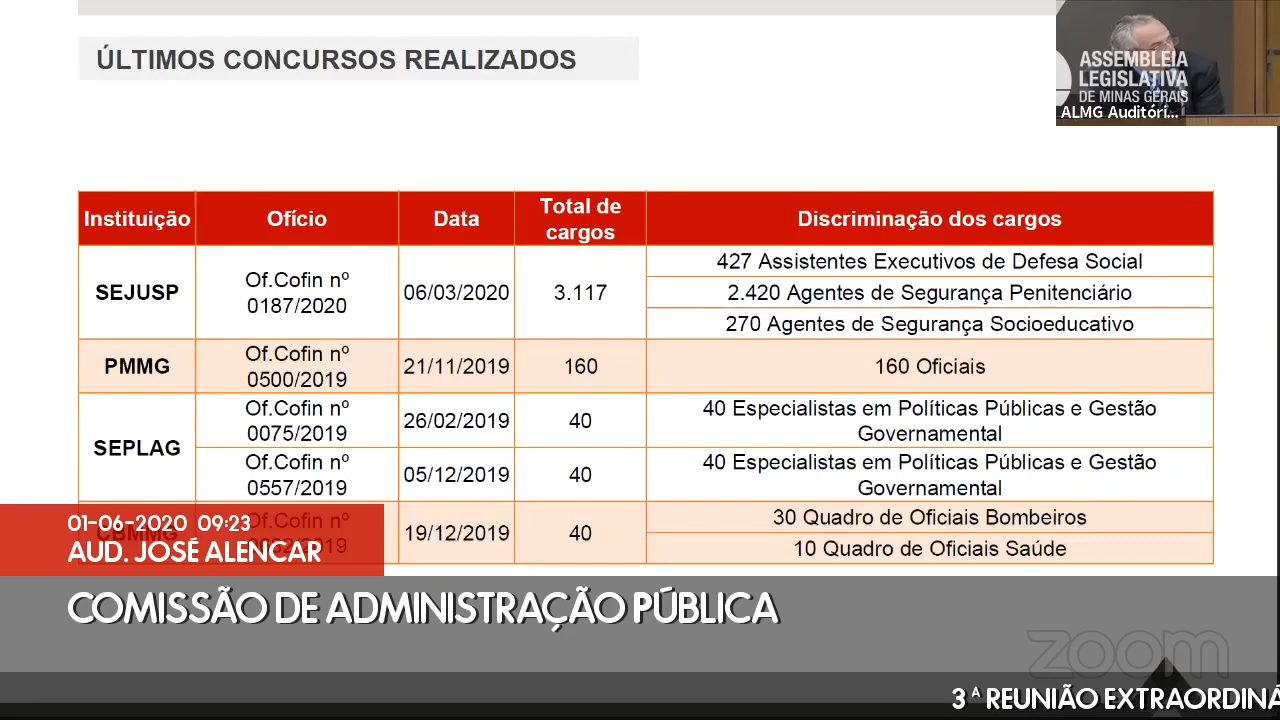 ÚLTIMOS CONCURSOS REALIZADOS
ASSEMBLEIA
LEGISLATIVA
DE MINAS GERAIS
ALMG Auditóri...
Instituição
Ofício
Data
Total de
cargos
Discriminação dos cargos
SEJUSP
Of.Cofin nº
0187/2020
06/03/2020
3.117
427 Assistentes Executivos de Defesa Social
2.420 Agentes de Segurança Penitenciário
270 Agentes de Segurança Socioeducativo
PMMG
Of.Cofin nº
0500/2019
21/11/2019
160
160 Oficiais
SEPLAG
Of.Cofin nº
0075/2019
26/02/2019
40
40 Especialistas em Políticas Públicas e Gestão
Governamental
Of.Cofin nº
0557/2019
05/12/2019
40
40 Especialistas em Políticas Públicas e Gestão
Governamental
CBMMG
Of.Cofin nº
19/12/2019
40
30 Quadro de Oficiais Bombeiros
10 Quadro de Oficiais Saúde
01-06-2020 09:23
AUD. JOSÉ ALENCAR
COMISSÃO DE ADMINISTRAÇÃO PÚBLICA
zoom
3ª REUNIÃO EXTRAORDINÁ